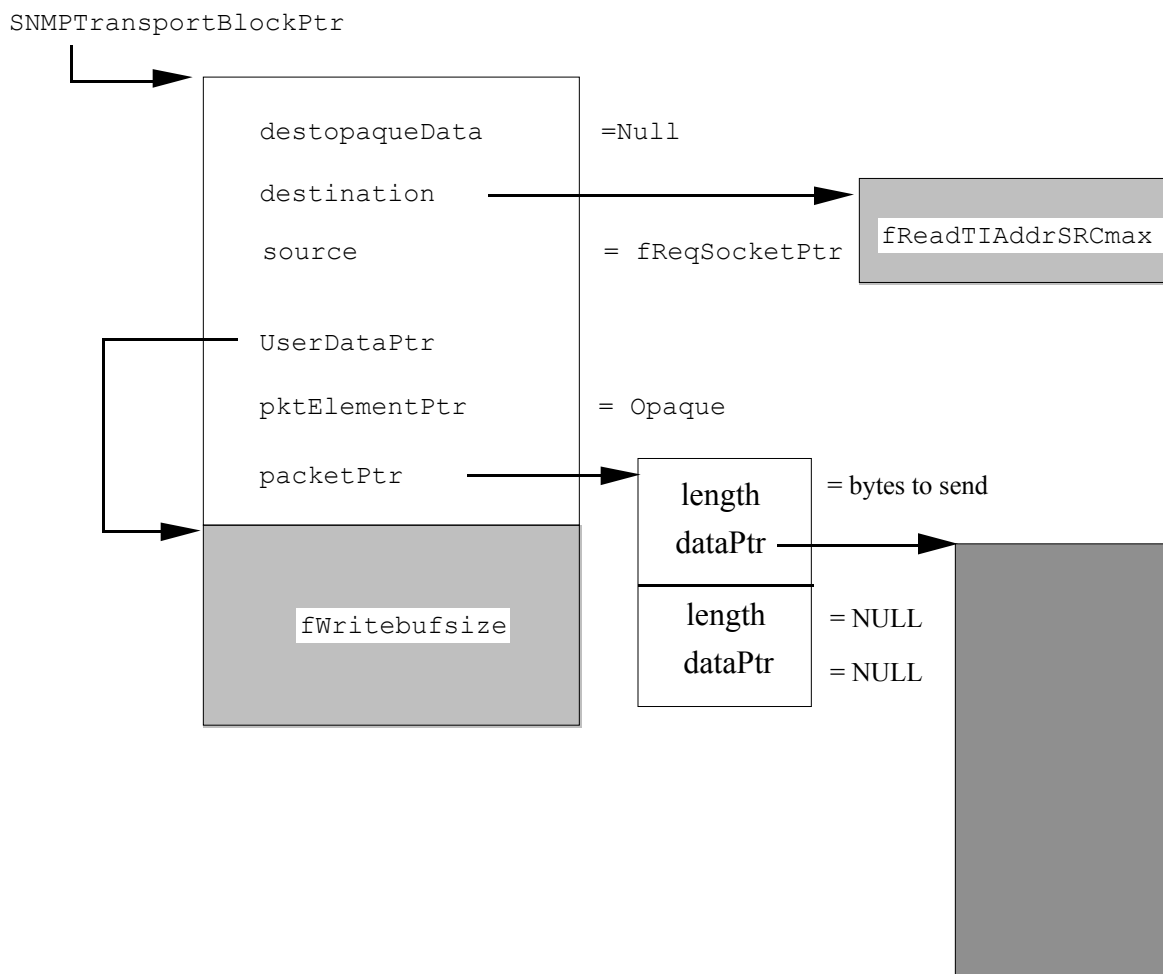 SNMPTransportBlockPtr
destopaqueData =Null
destination
fReadTIAddrSRCmax
source = fReqSocketPtr
UserDataPtr
pktElementPtr = Opaque
packetPtr
length = bytes to send
dataPtr
length = NULL
dataPtr = NULL
fWritebufsize